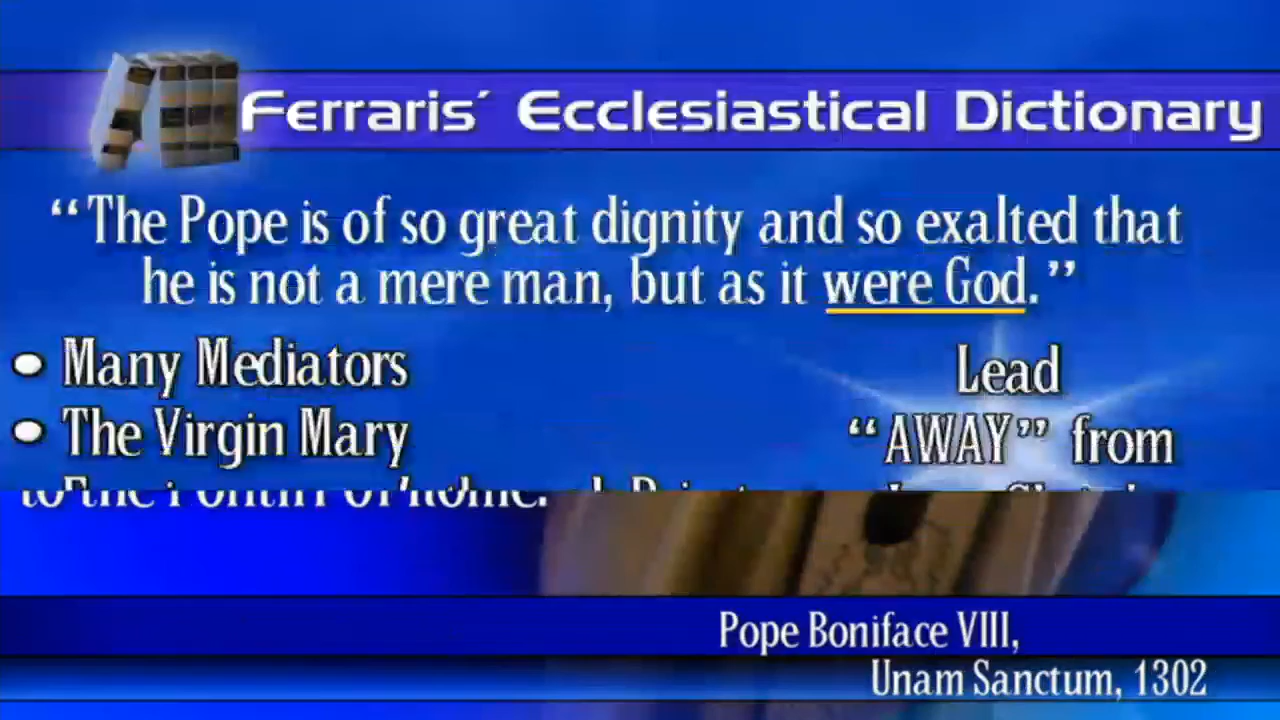 Ferraris´ Ecclesiastical Dictionary
“The Pope is of so great dignity and so exalted that
he is not a mere man, but as it were God.”
• Many Mediators
Lead
• The Virgin Mary
“AWAY” from
Pope Boniface VIII,
Unam Sanctum, 1302